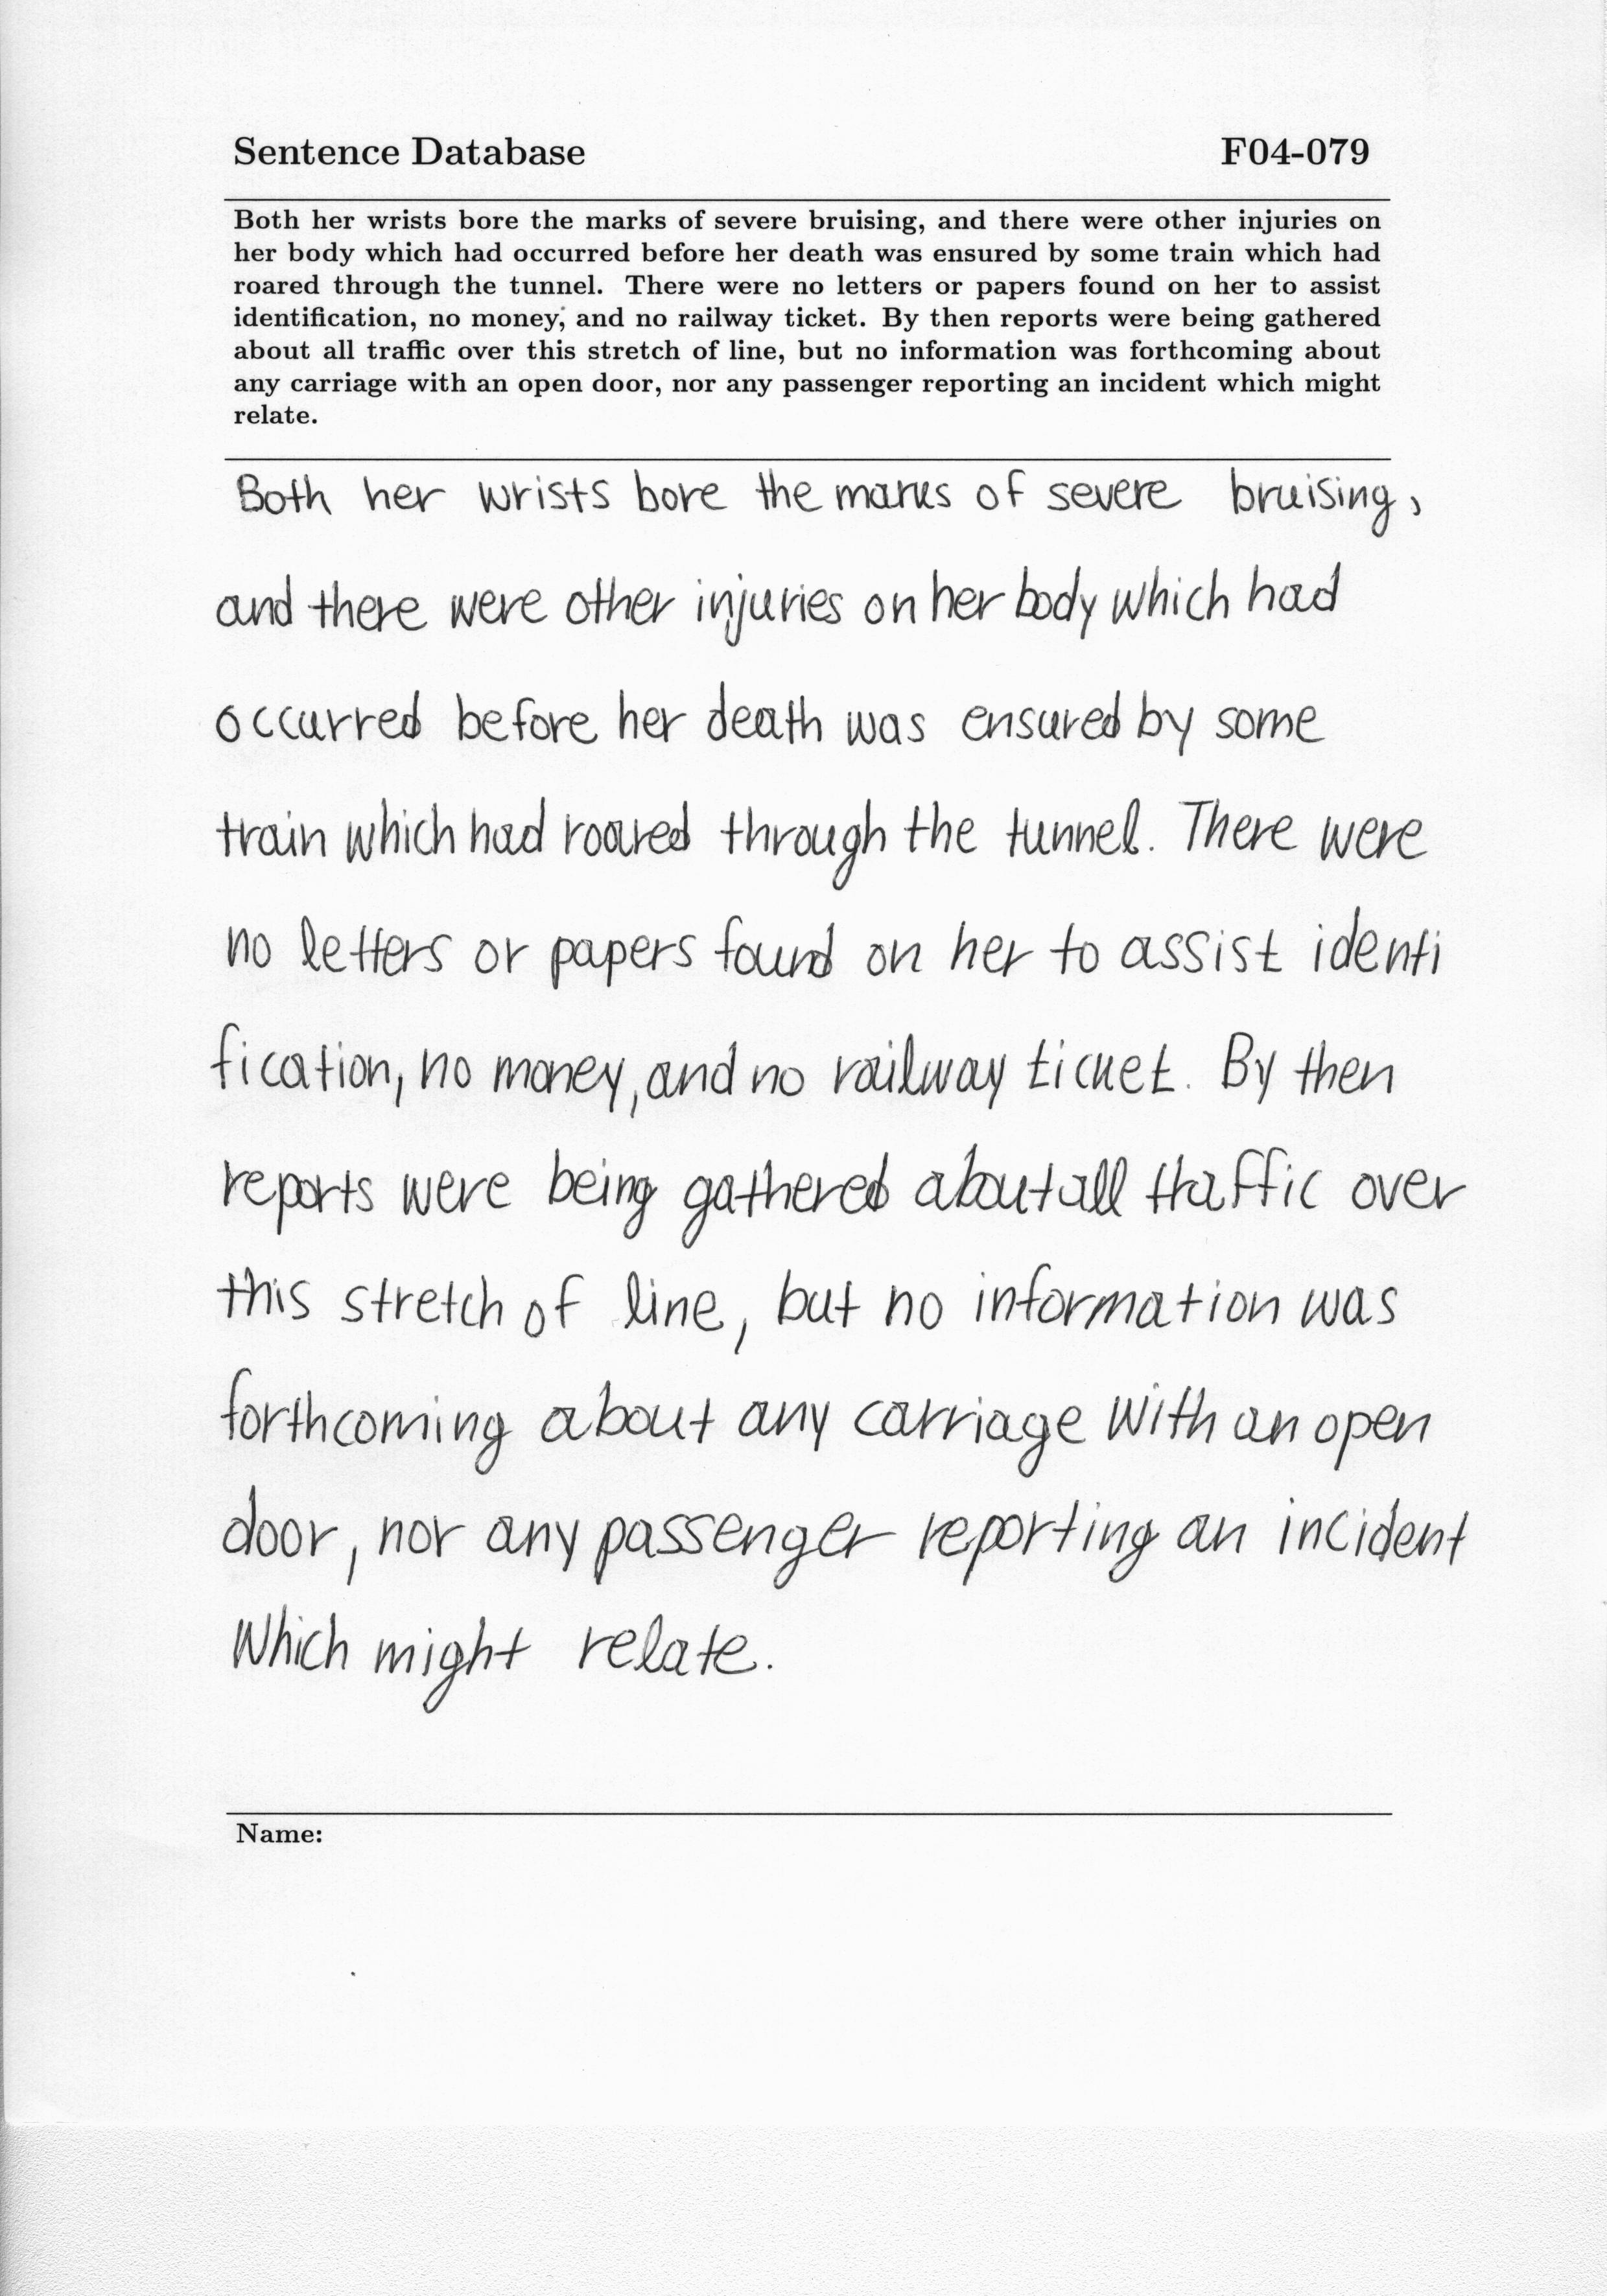 Sentence Database F04-079
Both her wrists bore the marks of severe bruising, and there were other injuries on
her body which had occurred before her death was ensured by some train which had
roared through the tunnel. There were no letters or papers found on her to assist
identification, no money, and no railway ticket. By then reports were being gathered
about all traffic over this stretch of line, but no information was forthcoming about
any carriage with an open door, nor any passenger reporting an incident which might
relate.
Both her wrists bore the marks of severe bruising,
and there were other injuries on her body which had
occurred before her death was ensured by some
train which had roared through the tunnel. There were
no letters or papers found on her to assist identi
fication, no money, and no railway ticket. By then
reports were being gathered about all traffic over
this stretch of line, but no information was
forthcoming about any carriage with an open
door, nor any passenger reporting an incident
Which might relate.
Name: